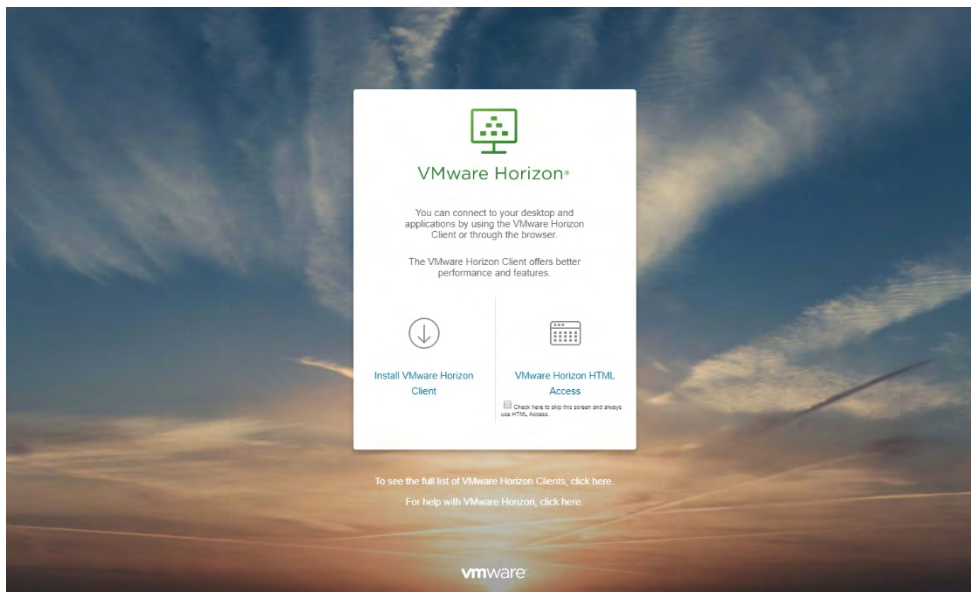 VMware Horizon®
You can connect to your desktop and
applications by using the VMware Horizon
Client or through the browser.
The VMware Horizon Client offers better
performance and features.
Install VMware Horizon
Client
VMware Horizon HTML
Access
Check here to skip this screen and always
use HTML Access.
To see the full list of VMware Horizon Clients, click here.
For help with VMware Horizon, click here.
vmware